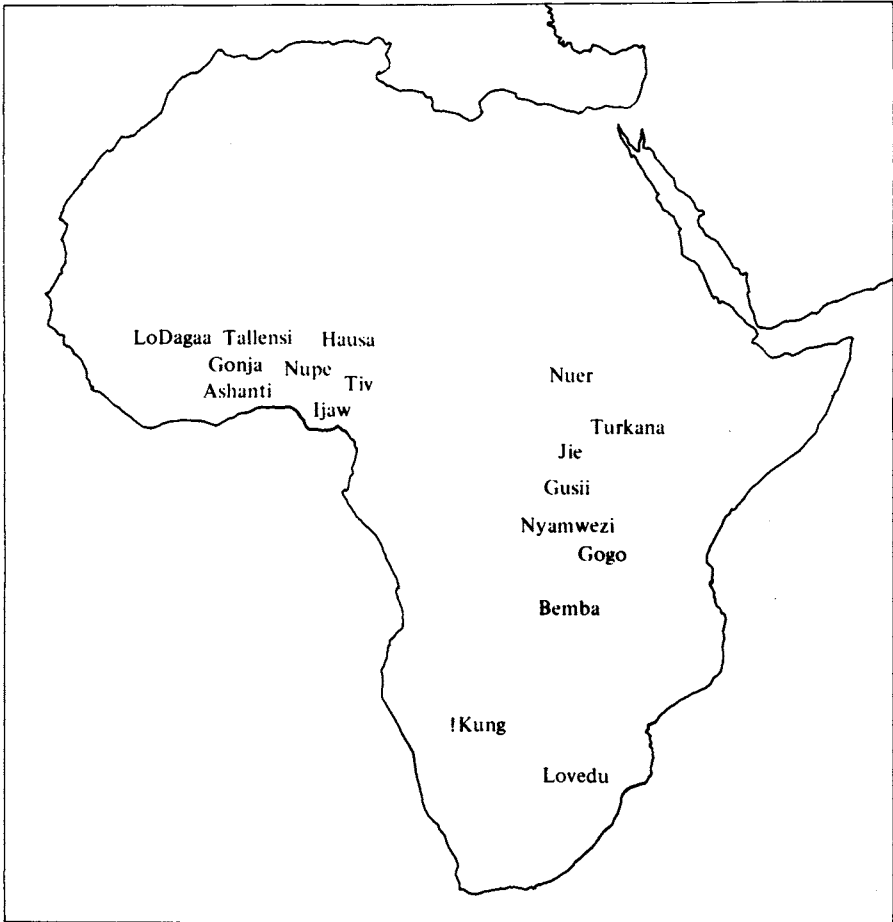 LoDagaa Tallensi Hausa
Gonja Nupe
Ashanti Tiv
Ijaw
Nuer
Turkana
Jie
Gusii
Nyamwezi
Gogo
Bemba
!Kung
Lovedu